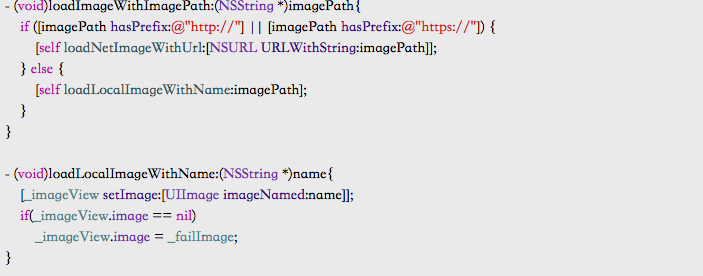 - (void)loadImageWithImagePath:(NSString *)imagePath{
if ([imagePath hasPrefix:@"http://"] || [imagePath hasPrefix:@"https://"]) {
[self loadNetImageWithUrl:[NSURL URLWithString:imagePath]];
} else {
[self loadLocalImageWithName:imagePath];
}
}
- (void)loadLocalImageWithName:(NSString *)name{
[_imageView setImage:[UIImage imageNamed:name]];
if(_imageView.image == nil)
_imageView.image = _failImage;
}